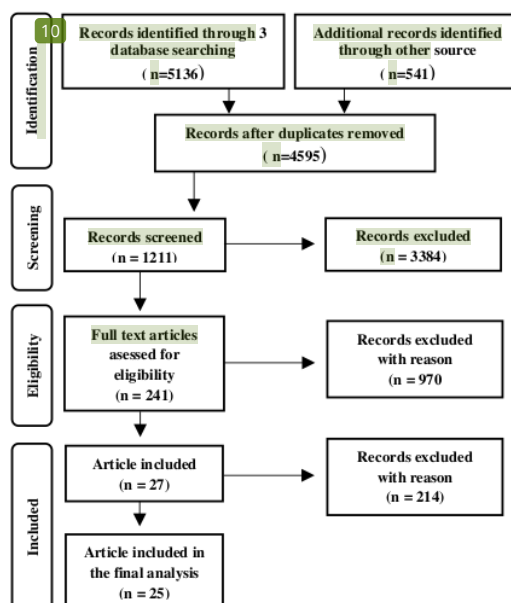 10
Identification
Records identified through 3
database searching
( n=5136)
Additional records identified
through other source
(n=541)
Records after duplicates removed
( n=4595)
Screening
Records screened
(n = 1211)
Records excluded
(n = 3384)
Eligibility
Full text articles
asessed for
eligibility
(n = 241)
Records excluded
with reason
(n = 970
Included
Article included
(n = 27)
Records excluded
with reason
(n = 214)
Article included in
the final analysis
(n = 25)